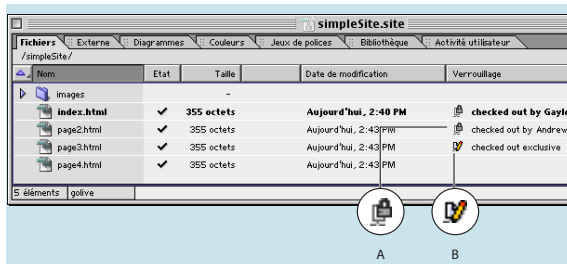 simpleSite.site
Fichiers Externe Diagrammes Couleurs Jeux de polices Bibliothèque Activité utilisateur
/simpleSite/
Nom Etat Taille Date de modification Verrouillage
images -
index.html 355 octets Aujourd'hui, 2:40 PM checked out by Gayle
page2.html 355 octets Aujourd'hui, 2:43 PM checked out by Andrew
page3.html 355 octets Aujourd'hui, 2:43 PM checked out exclusive
page4.html 355 octets Aujourd'hui, 2:43 PM
5 éléments golive
A B